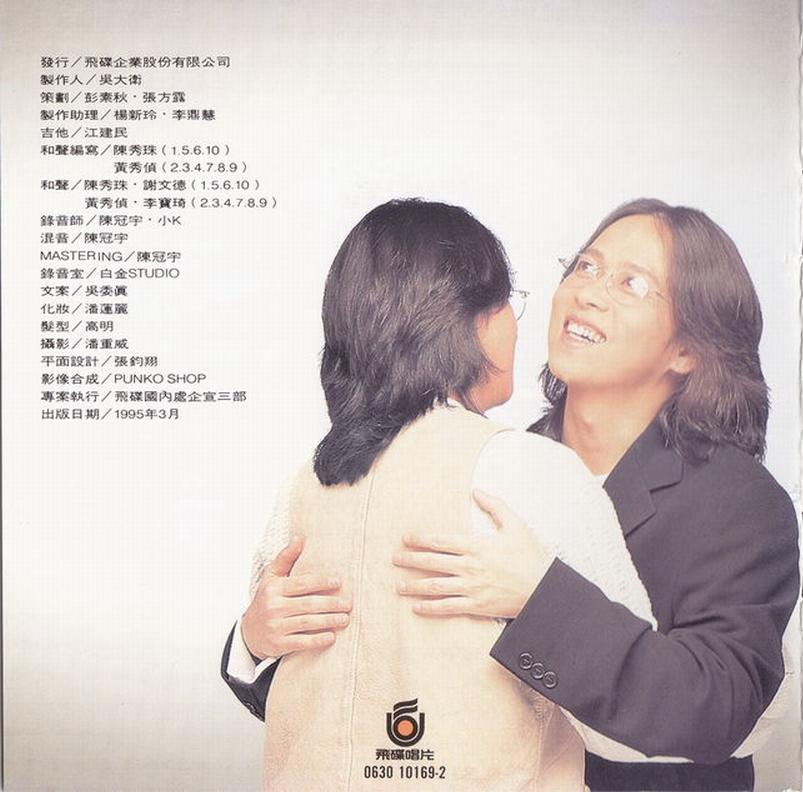 發行／飛碟企業股份有限公司
製作人／吳大衛
策劃／彭素秋・張方露
製作助理／楊新玲・李鼎慧
吉他／江建民
和聲編寫／陳秀珠(1.5.6.10)
黃秀偵(2.3.4.7.8.9)
和聲／陳秀珠・謝文德(1.5.6.10)
黃秀偵・李寶琦(2.3.4.7.8.9)
錄音師／陳冠宇・小K
混音／陳冠宇
MASTERING／陳冠宇
錄音室／白金STUDIO
文案／吳委眞
化妝／潘蓮麗
髮型／高明
攝影／潘重威
平面設計／張鈞翔
影像合成／PUNKO SHOP
專案執行／飛碟國內處企宣三部
出版日期／1995年3月
飛碟唱片
0630 10169-2